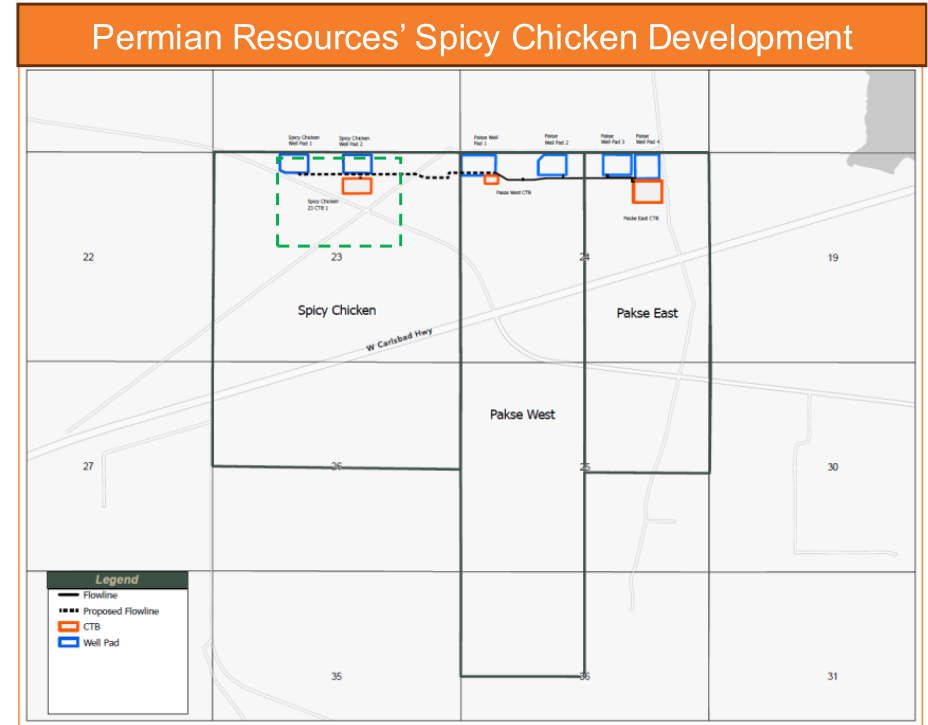 Permian Resources’ Spicy Chicken Development
Spicy Chicken
Well Pad 1
Spicy Chicken
Well Pad 2
Pakse Well
Pad 1
Pakse
Well Pad 2
Pakse
Well Pad 3
Pakse
Well Pad 4
Spicy Chicken
23 CTB 1
Pakse West CTB
Pakse East CTB
22
23
24
19
Spicy Chicken
Pakse East
W Carlsbad Hwy
Pakse West
27
26
25
30
Legend
Flowline
Proposed Flowline
CTB
Well Pad
35
36
31